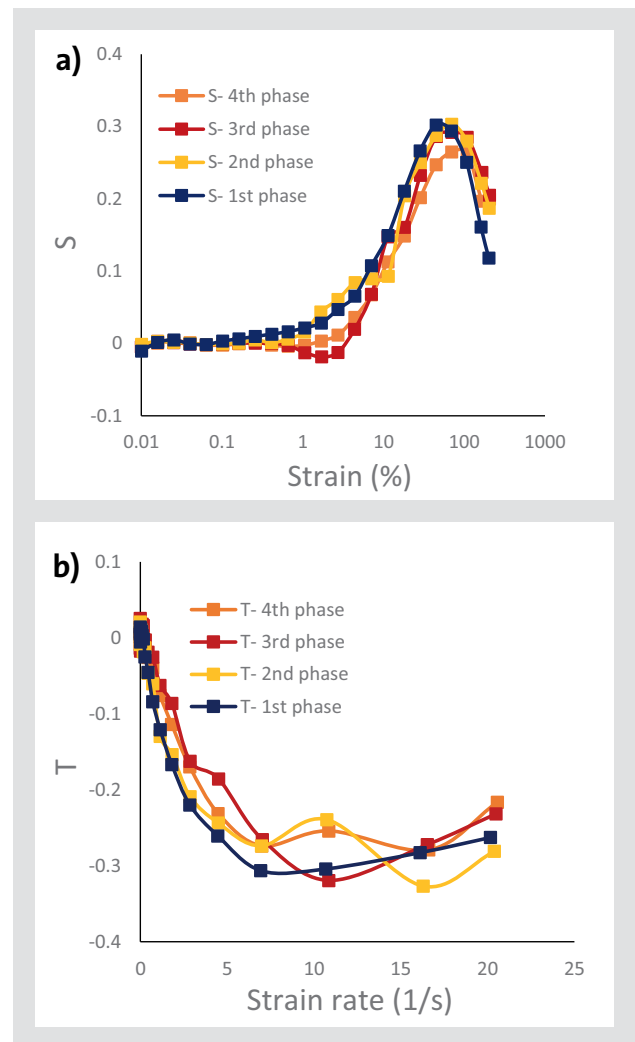 a)
0.4
0.3
0.2
0.1
0
-0.1
S
S- 4th phase
S- 3rd phase
S- 2nd phase
S- 1st phase
0.01 0.1 1 10 100 1000
Strain (%)
b)
0.1
0
-0.1
-0.2
-0.3
-0.4
T
T- 4th phase
T- 3rd phase
T- 2nd phase
T- 1st phase
0 5 10 15 20 25
Strain rate (1/s)